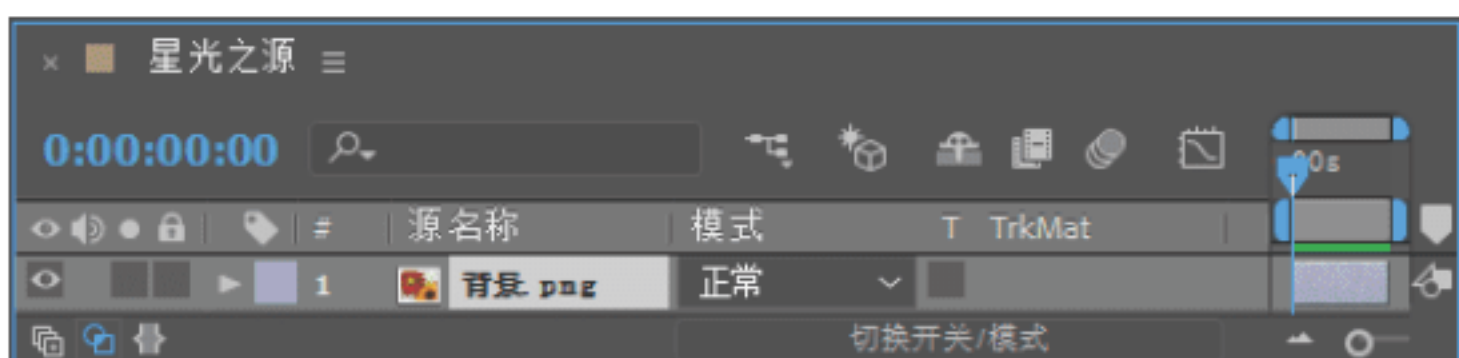 × 星光之源 ≡
0:00:00:00
00s
# 源名称 模式 T TrkMat
1 背景.png 正常
切换开关/模式